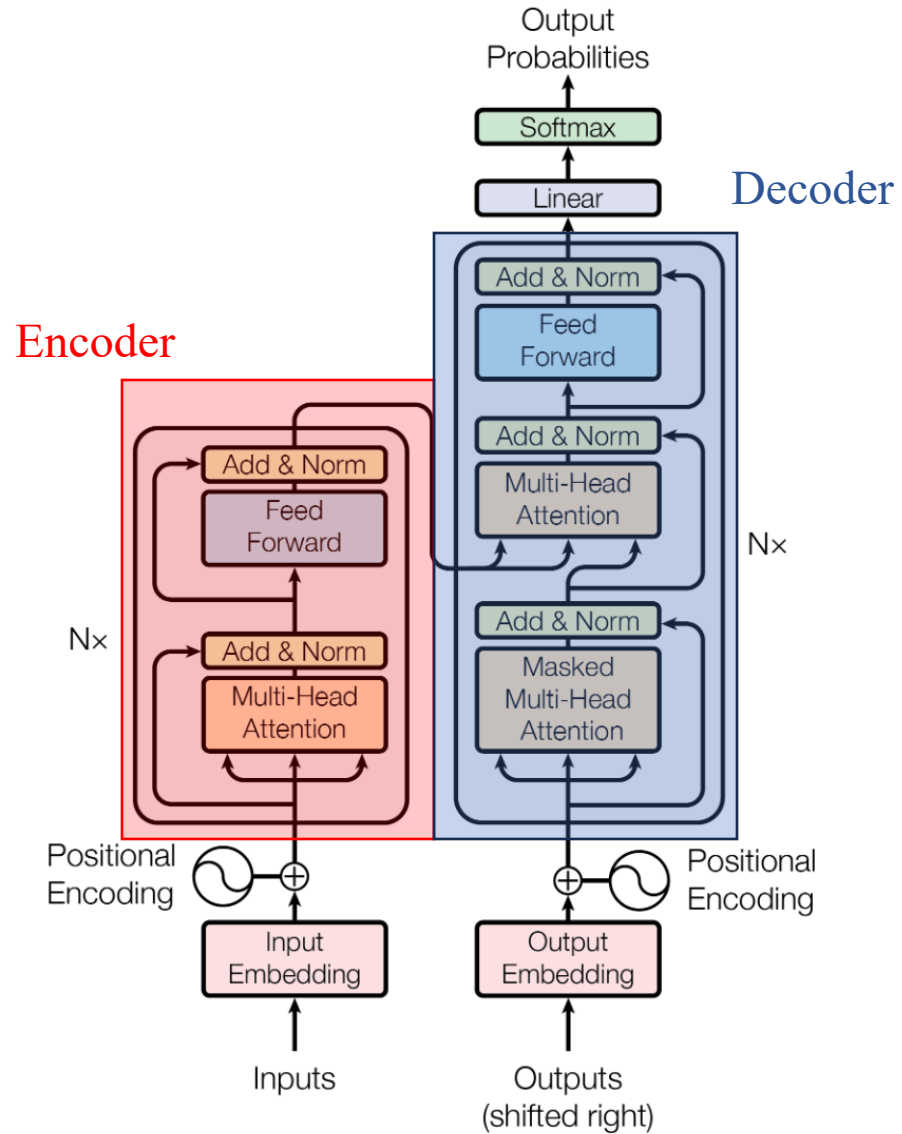 Output
Probabilities
Softmax
Linear
Decoder
Add & Norm
Feed
Forward
Add & Norm
Multi-Head
Attention
Nx
Add & Norm
Masked
Multi-Head
Attention
Encoder
Add & Norm
Feed
Forward
Nx
Add & Norm
Multi-Head
Attention
Positional
Encoding
Positional
Encoding
Input
Embedding
Output
Embedding
Inputs
Outputs
(shifted right)